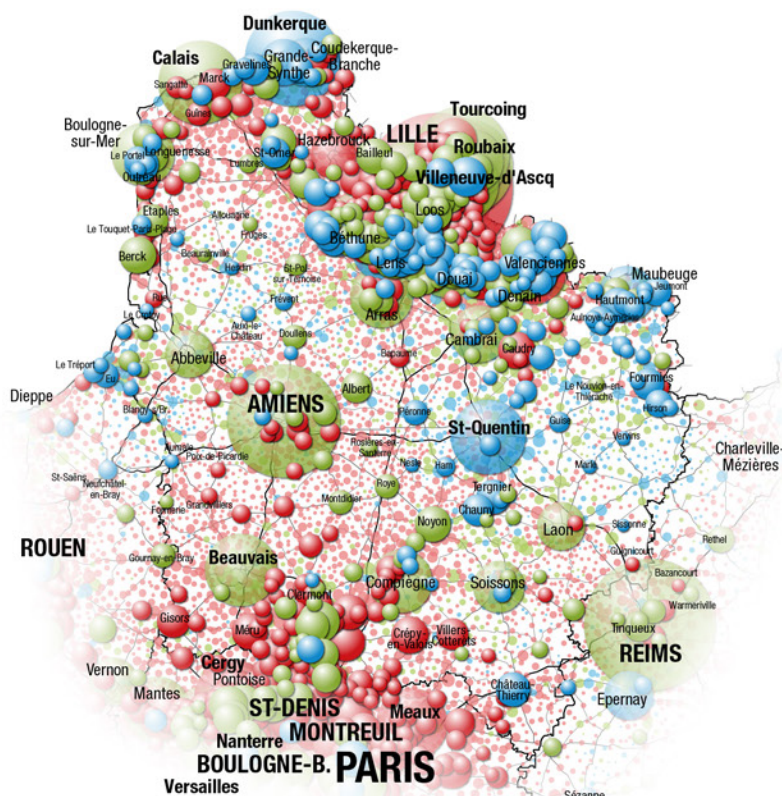 Dunkerque
Calais
Gravelines
Grande-
Synthe
Coudekerque-
Branche
Sangatte
Marck
Guînes
Tourcoing
LILLE
Boulogne-
sur-Mer
Hazebrouck
Bailleul
Roubaix
Le Portel
Longuenesse
St-Omer
Lumbres
Outreau
Villeneuve-d'Ascq
Etaples
Allouagne
Loos
Le Touquet-Paris-Plage
Fruges
Béthune
Berck
Beaurainville
Hesdin
St-Pol
sur-Ternoise
Lens
Douai
Valenciennes
Maubeuge
Jeumont
Rue
Frévent
Denain
Hautmont
Le Crotoy
Auxi-le-
Château
Arras
Aulnoye-Aymeries
Doullens
Cambrai
Bapaume
Caudry
Le Tréport
Eu
Abbeville
Albert
Le Nouvion-en-
Thiérache
Fourmies
Dieppe
AMIENS
Blangy-s/Br.
Péronne
St-Quentin
Guise
Hirson
Aumale
Poix-de-Picardie
Rosières-en-
Santerre
Vervins
Charleville-
Mézières
St-Saëns
Neufchâtel-
en-Bray
Nesle
Ham
Marle
Roye
Tergnier
Formerie
Grandvilliers
Montdidier
Chauny
Noyon
Laon
Sissonne
ROUEN
Gournay-en-Bray
Beauvais
Guignicourt
Rethel
Compiègne
Soissons
Bazancourt
Clermont
Warmeriville
Gisors
Méru
Crépy-
en-Valois
Villers-
Cotterêts
Tinqueux
REIMS
Vernon
Cergy
Pontoise
Mantes
Château-
Thierry
Epernay
ST-DENIS
Meaux
MONTREUIL
Nanterre
BOULOGNE-B.
PARIS
Versailles
Sézanne